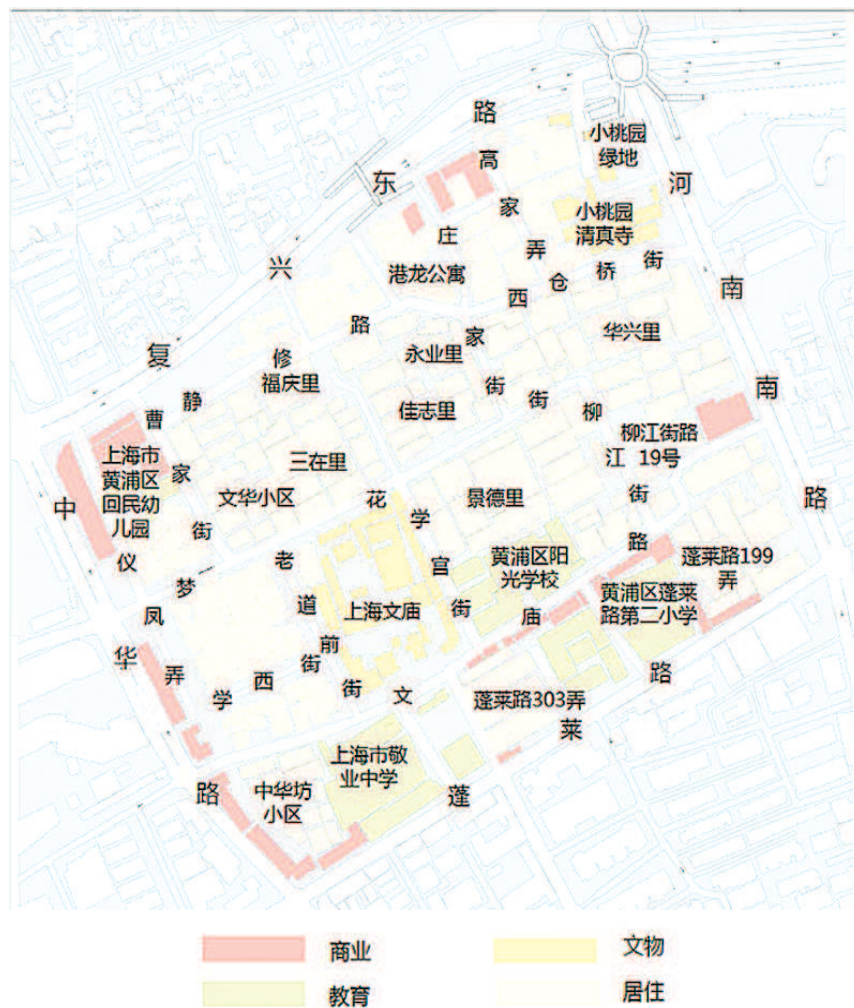 路
小桃园
绿地
高
东
河
家
小桃园
清真寺
庄
弄
街
桥
兴
港龙公寓
仓
南
西
路
家
华兴里
复
修
永业里
福庆里
街
南
静
街
曹
佳志里
柳
柳江街路
江 19号
上海市
黄浦区
回民幼
儿园
三在里
家
文华小区
花
景德里
街
路
中
学
街
路
仪
老
宫
黄浦区阳
光学校
蓬莱路199
弄
梦
道
上海文庙
街
庙
黄浦区蓬莱
路第二小学
凤
前
华
街
弄
西
路
学
街
文
蓬莱路303弄
莱
上海市敬
业中学
路
中华坊
小区
蓬
商业
文物
教育
居住